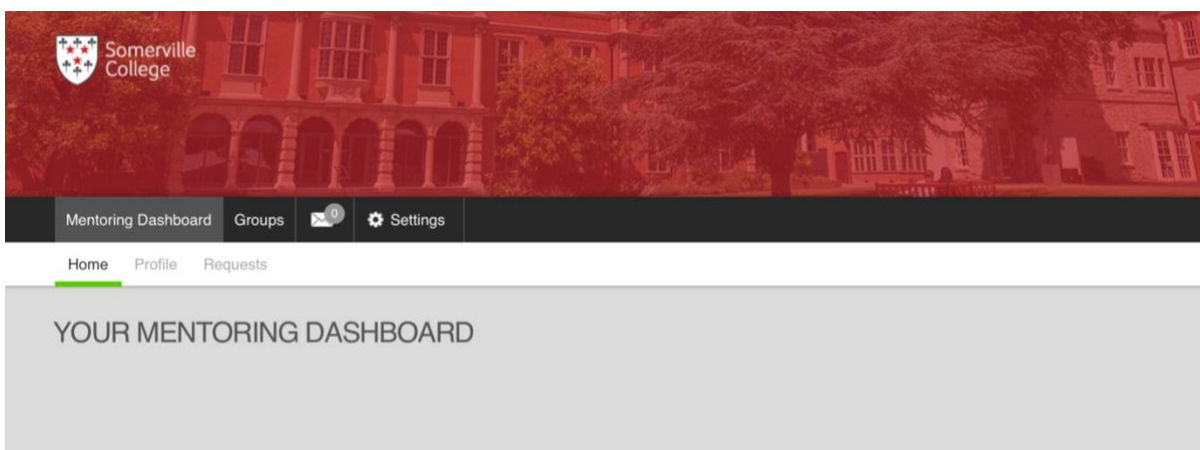 Somerville
College
Mentoring Dashboard Groups 0 Settings
Home Profile Requests
YOUR MENTORING DASHBOARD